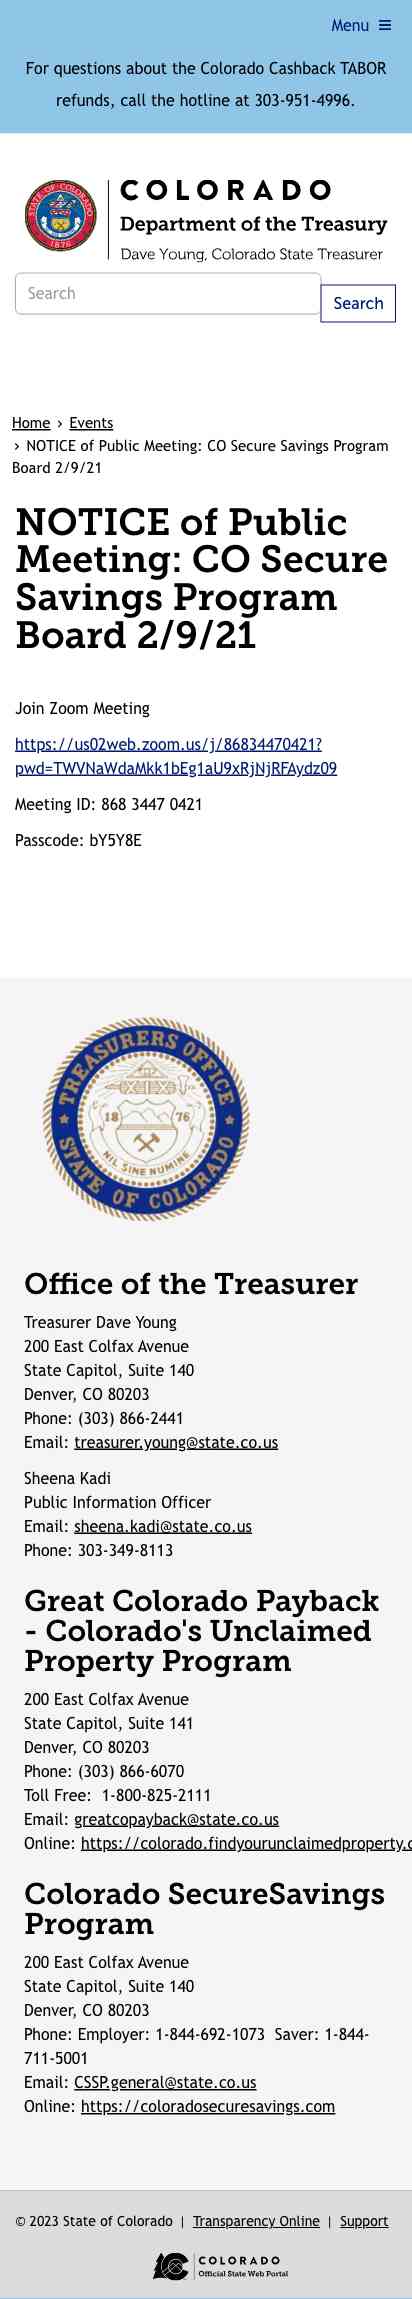 Menu
For questions about the Colorado Cashback TABOR
refunds, call the hotline at 303-951-4996.
STATE OF COLORADO
1876
COLORADO
Department of the Treasury
Dave Young, Colorado State Treasurer
Search
Search
Home › Events
› NOTICE of Public Meeting: CO Secure Savings Program
Board 2/9/21
NOTICE of Public
Meeting: CO Secure
Savings Program
Board 2/9/21
Join Zoom Meeting
https://us02web.zoom.us/j/86834470421?
pwd=TWVNaWdaMkk1bEg1aU9xRjNjRFAydz09
Meeting ID: 868 3447 0421
Passcode: bY5Y8E
TREASURERS OFFICE
1876
NIL SINE NUMINE
STATE OF COLORADO
Office of the Treasurer
Treasurer Dave Young
200 East Colfax Avenue
State Capitol, Suite 140
Denver, CO 80203
Phone: (303) 866-2441
Email: treasurer.young@state.co.us
Sheena Kadi
Public Information Officer
Email: sheena.kadi@state.co.us
Phone: 303-349-8113
Great Colorado Payback
- Colorado's Unclaimed
Property Program
200 East Colfax Avenue
State Capitol, Suite 141
Denver, CO 80203
Phone: (303) 866-6070
Toll Free:  1-800-825-2111
Email: greatcopayback@state.co.us
Online: https://colorado.findyourunclaimedproperty.c
Colorado SecureSavings
Program
200 East Colfax Avenue
State Capitol, Suite 140
Denver, CO 80203
Phone: Employer: 1-844-692-1073  Saver: 1-844-
711-5001
Email: CSSP.general@state.co.us
Online: https://coloradosecuresavings.com
© 2023 State of Colorado | Transparency Online | Support
COLORADO
Official State Web Portal